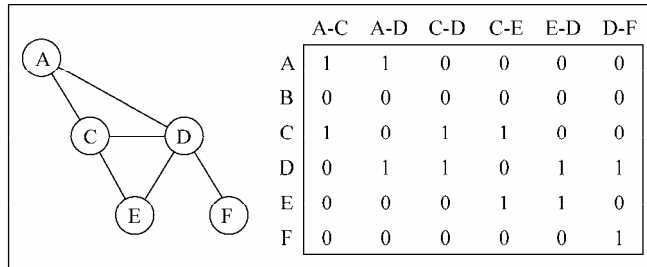 A
C
D
E
F
A-C A-D C-D C-E E-D D-F
A 1 1 0 0 0 0
B 0 0 0 0 0 0
C 1 0 1 1 0 0
D 0 1 1 0 1 1
E 0 0 0 1 1 0
F 0 0 0 0 0 1